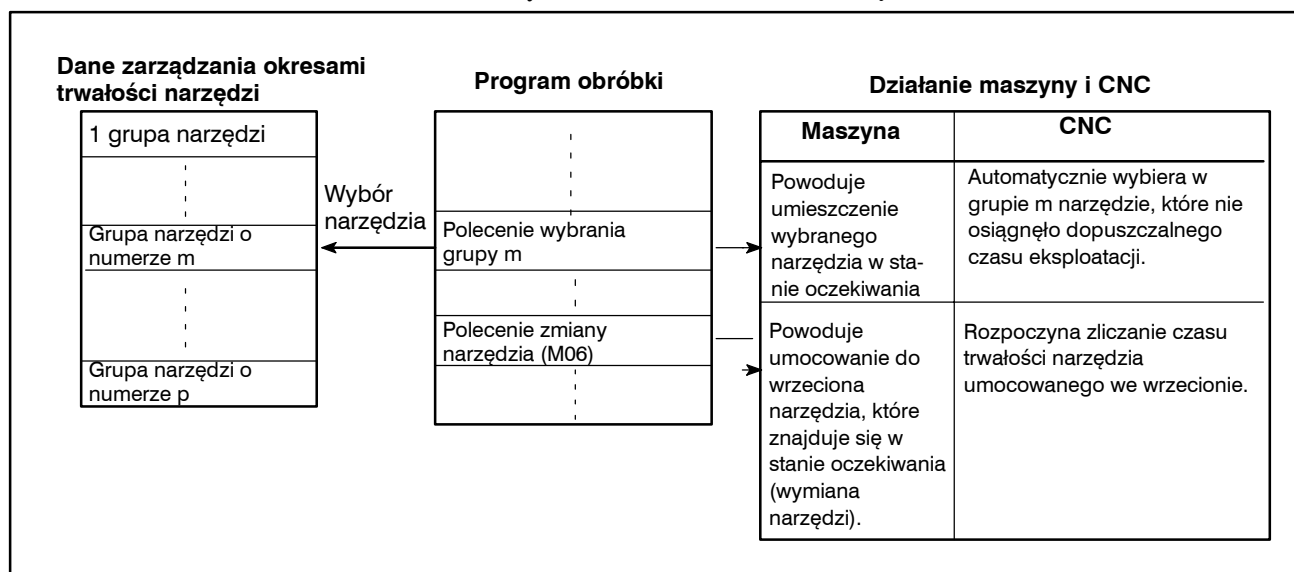 Dane zarządzania okresami
trwałości narzędzi
1 grupa narzędzi
Grupa narzędzi o
numerze m
Grupa narzędzi o
numerze p
Wybór
narzędzia
Program obróbki
Polecenie wybrania
grupy m
Polecenie zmiany
narzędzia (M06)
Działanie maszyny i CNC
Maszyna
CNC
Powoduje
umieszczenie
wybranego
narzędzia w sta-
nie oczekiwania
Automatycznie wybiera w
grupie m narzędzie, które nie
osiągnęło dopuszczalnego
czasu eksploatacji.
Powoduje
umocowanie do
wrzeciona
narzędzia, które
znajduje się w
stanie oczekiwania
(wymiana
narzędzi).
Rozpoczyna zliczanie czasu
trwałości narzędzia
umocowanego we wrzecionie.